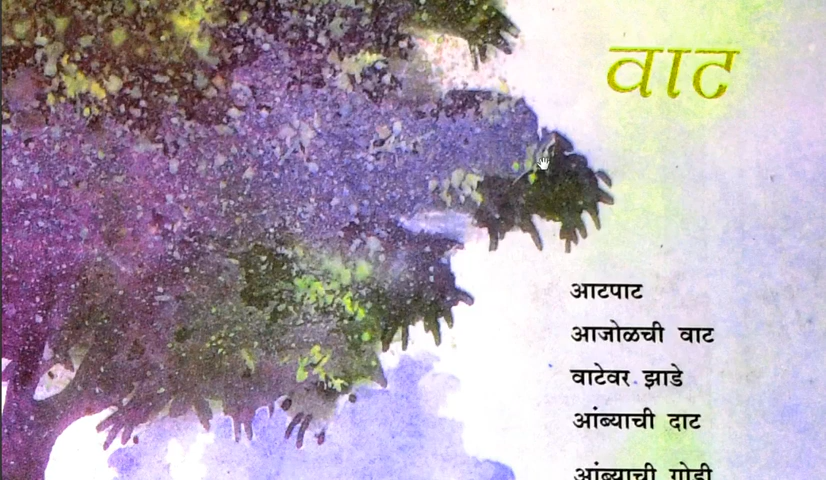 वाट
आटपाट
आजोळची वाट
वाटेवर झाडे
आंब्याची दाट
आंब्याची गोडी